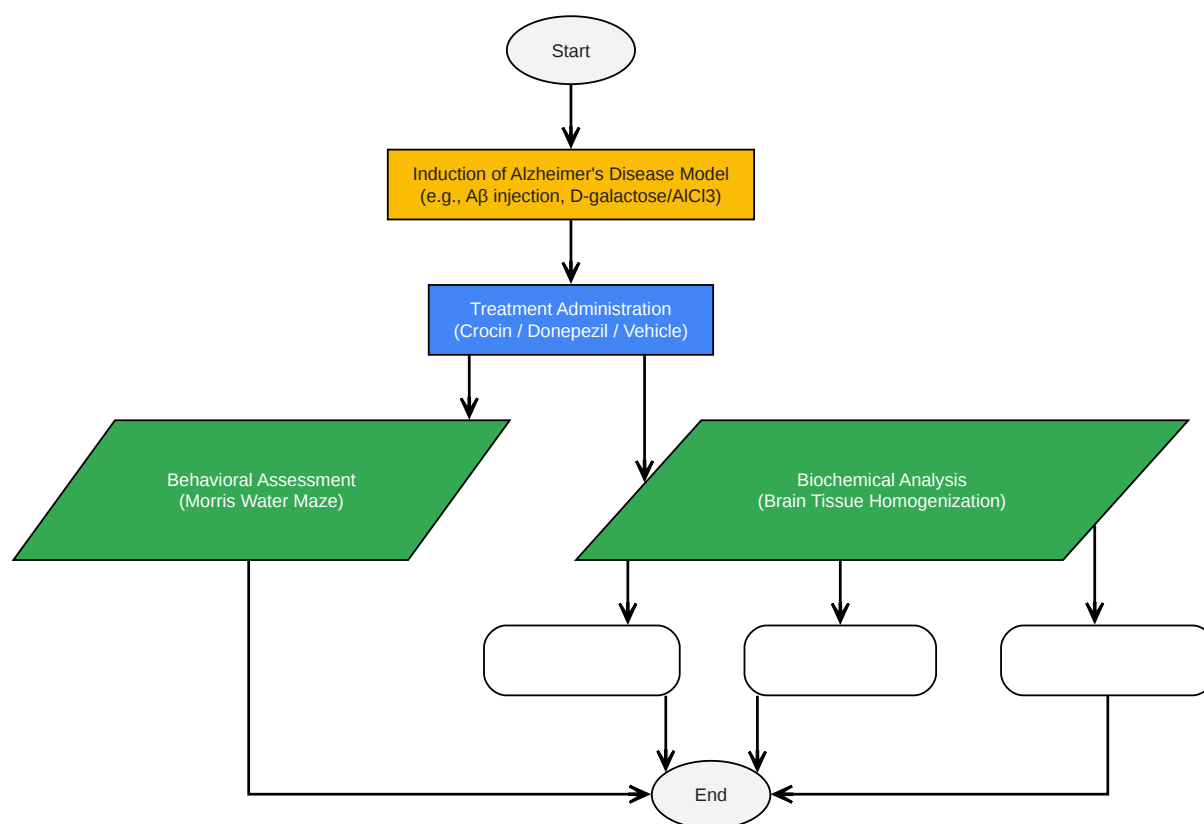 Start
Induction of Alzheimer's Disease Model
(e.g., Aβ injection, D-galactose/AlCl3)
Treatment Administration
(Crocin / Donepezil / Vehicle)
Behavioral Assessment
(Morris Water Maze)
Biochemical Analysis
(Brain Tissue Homogenization)
End